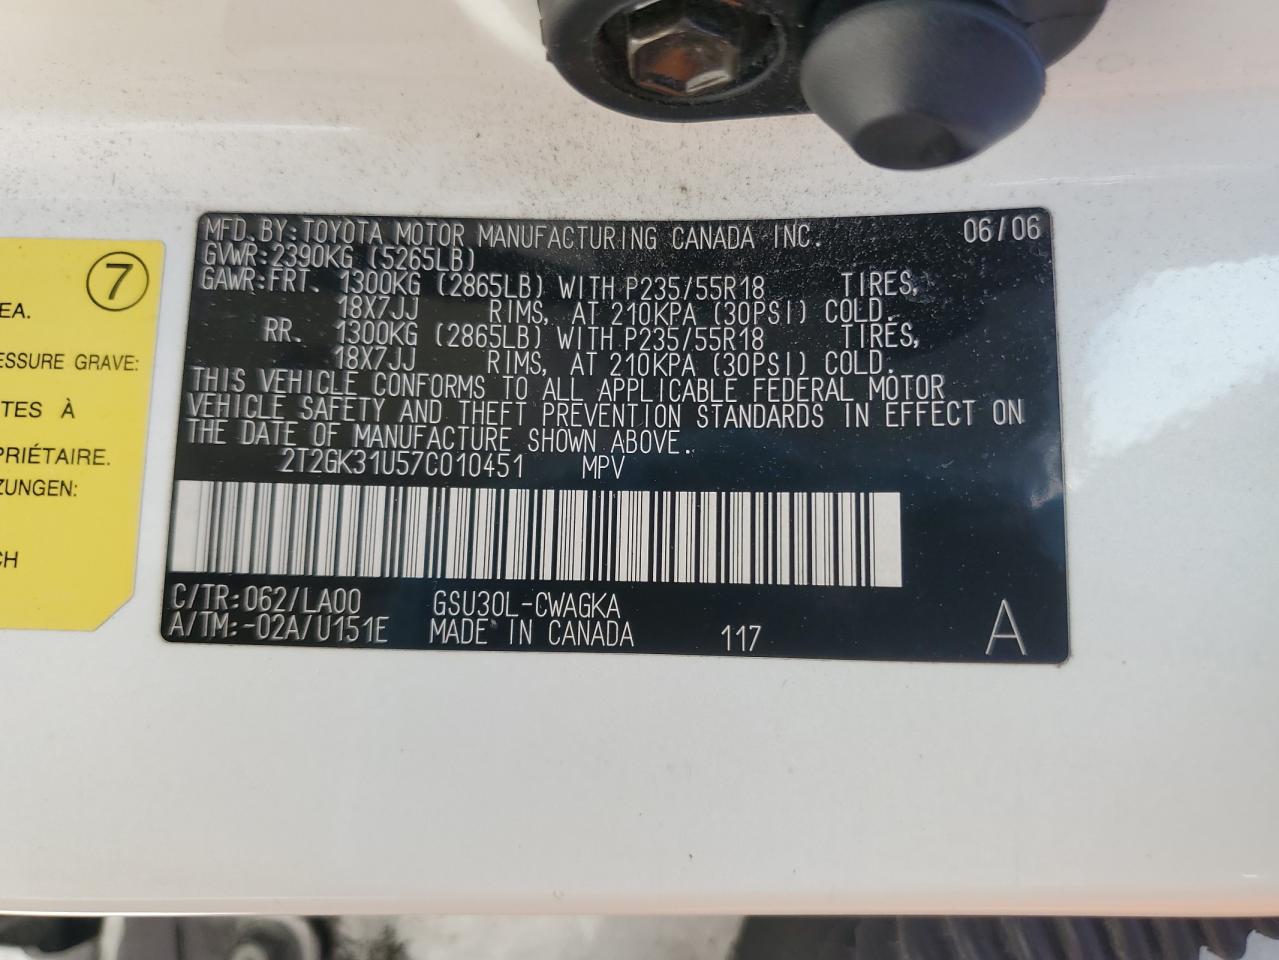 MFD. BY: TOYOTA MOTOR MANUFACTURING CANADA INC. 06/06
GVWR: 2390KG (5265LB)
GAWR: FRT. 1300KG (2865LB) WITH P235/55R18 TIRES,
18X7JJ RIMS, AT 210KPA (30PSI) COLD.
RR. 1300KG (2865LB) WITH P235/55R18 TIRES,
18X7JJ RIMS, AT 210KPA (30PSI) COLD.
THIS VEHICLE CONFORMS TO ALL APPLICABLE FEDERAL MOTOR
VEHICLE SAFETY AND THEFT PREVENTION STANDARDS IN EFFECT ON
THE DATE OF MANUFACTURE SHOWN ABOVE.
2T2GK31U57C010451 MPV
C/TR: 062/LA00 GSU30L-CWAGKA
A/TM: -02A/U151E MADE IN CANADA 117 A
7
EA.
ESSURE GRAVE:
TES À
PRIÉTAIRE.
ZUNGEN:
CH